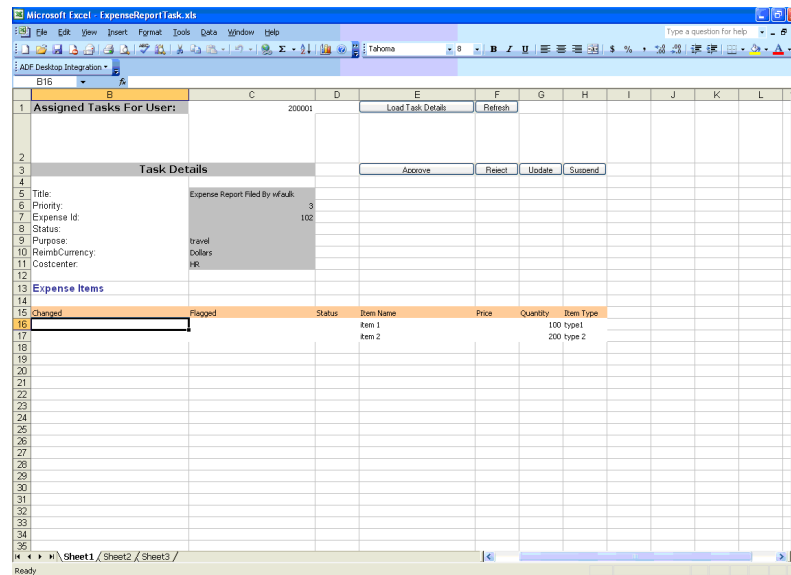 Microsoft Excel - ExpenseReportTask.xls
File Edit View Insert Format Tools Data Window Help Type a question for help
Tahoma 8 B I U $ % ,
ADF Desktop Integration
B16 fx
B C D E F G H I J K L
1 Assigned Tasks For User: 200001 Load Task Details Refresh
2
3 Task Details Approve Reject Update Suspend
4
5 Title: Expense Report Filed By wfaulk
6 Priority: 3
7 Expense Id: 102
8 Status:
9 Purpose: travel
10 ReimbCurrency: Dollars
11 Costcenter: HR
12
13 Expense Items
14
15 Changed Flagged Status Item Name Price Quantity Item Type
16 item 1 100 type1
17 item 2 200 type 2
18
19
20
21
22
23
24
25
26
27
28
29
30
31
32
33
34
35
Sheet1 / Sheet2 / Sheet3 /
Ready